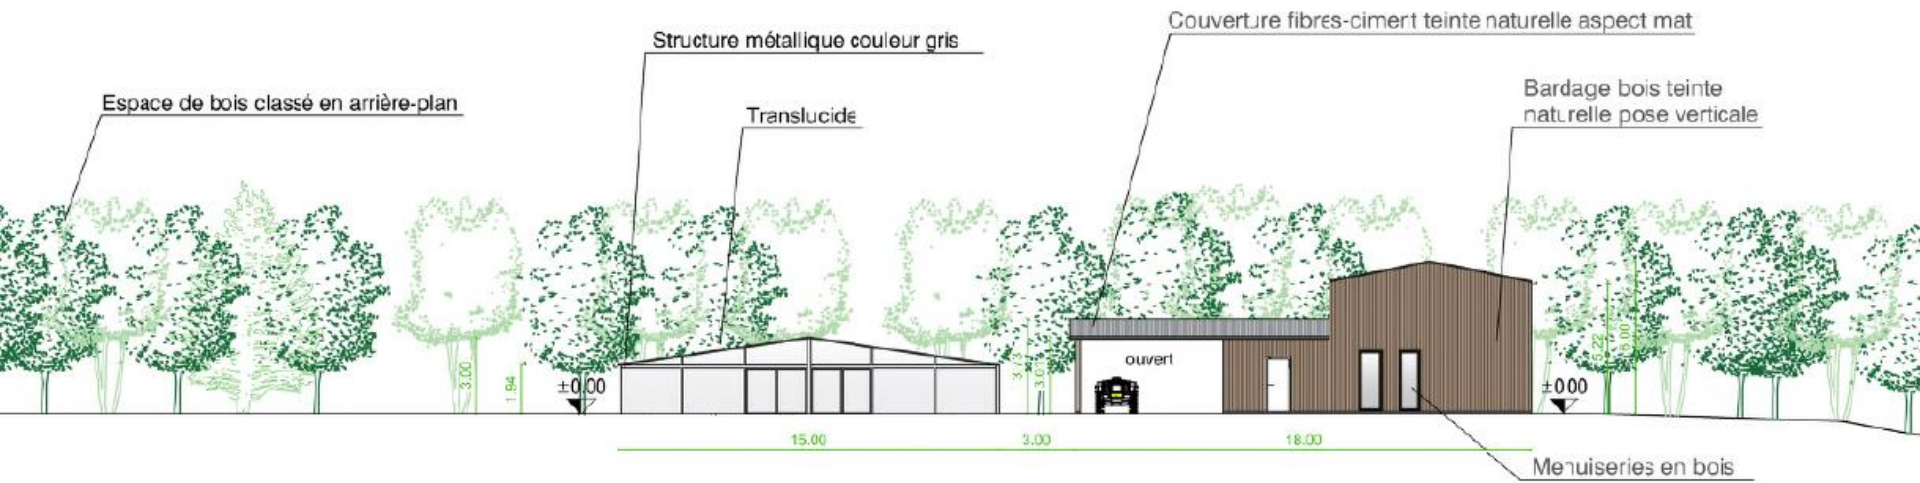 Couverture fibres-ciment teinte naturelle aspect mat
Structure métallique couleur gris
Bardage bois teinte
naturelle pose verticale
Espace de bois classé en arrière-plan
Translucide
ouvert
3.00
1.94
±0.00
±000
15.00
3.00
18.00
Menuiseries en bois